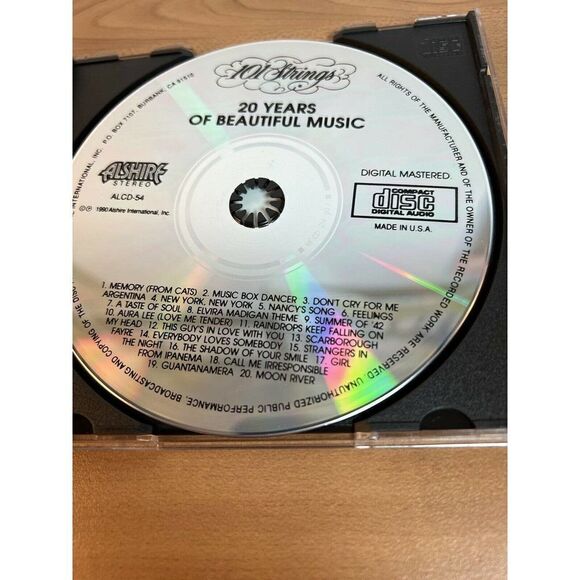 101 Strings
20 YEARS
OF BEAUTIFUL MUSIC
ALSHIRE
STEREO
ALCD-54
℗© 1990 Alshire International, Inc.
DIGITAL MASTERED
COMPACT
disc
DIGITAL AUDIO
MADE IN U.S.A.
1. MEMORY (FROM CATS) 2. MUSIC BOX DANCER 3. DON'T CRY FOR ME
ARGENTINA 4. NEW YORK, NEW YORK 5. NANCY'S SONG 6. FEELINGS
7. A TASTE OF SOUL 8. ELVIRA MADIGAN THEME 9. SUMMER OF '42
10. AURA LEE (LOVE ME TENDER) 11. RAINDROPS KEEP FALLING ON
MY HEAD 12. THIS GUY'S IN LOVE WITH YOU 13. SCARBOROUGH
FAYRE 14. EVERYBODY LOVES SOMEBODY 15. STRANGERS IN
THE NIGHT 16. THE SHADOW OF YOUR SMILE 17. GIRL
FROM IPANEMA 18. CALL ME IRRESPONSIBLE
19. GUANTANAMERA 20. MOON RIVER
INTERNATIONAL, INC. P.O. BOX 7107, BURBANK, CA 91510
ALL RIGHTS OF THE MANUFACTURER AND OF THE OWNER OF THE RECORDED WORK ARE RESERVED. UNAUTHORIZED PUBLIC PERFORMANCE, BROADCASTING AND COPYING OF THE DISC
disc